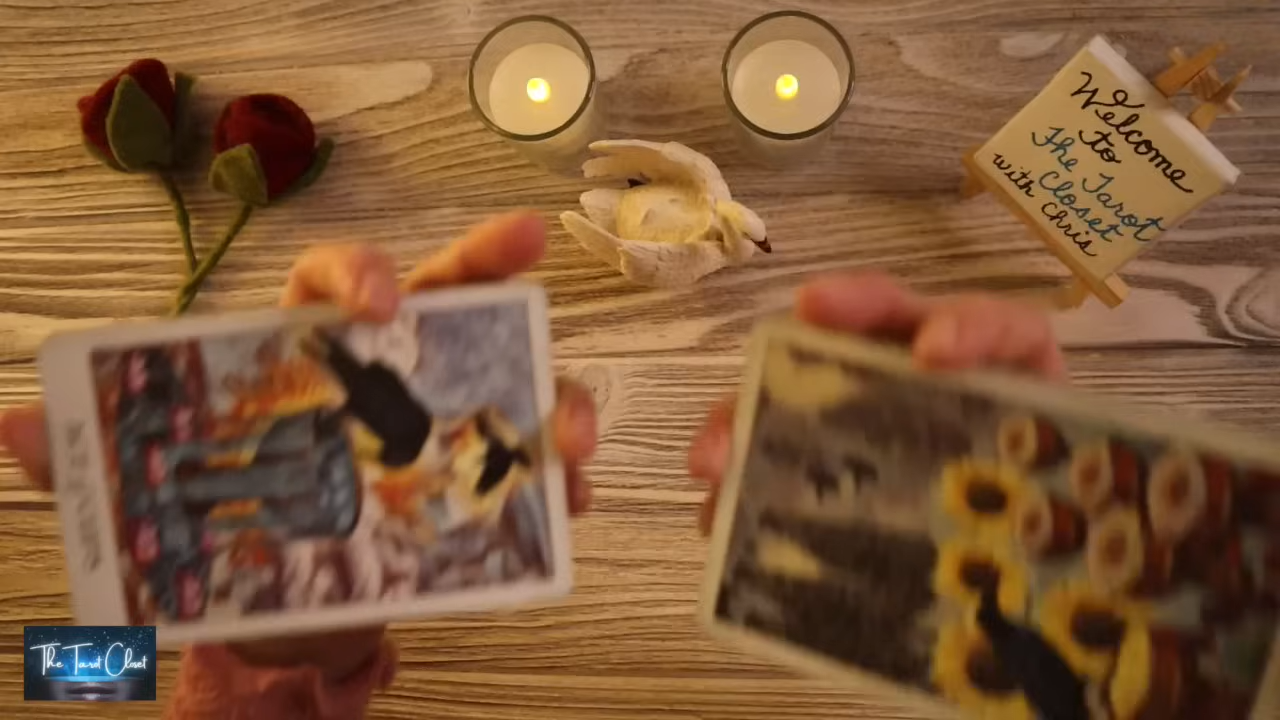 Welcome
to
The Tarot
Closet
with Chris
The Tarot Closet